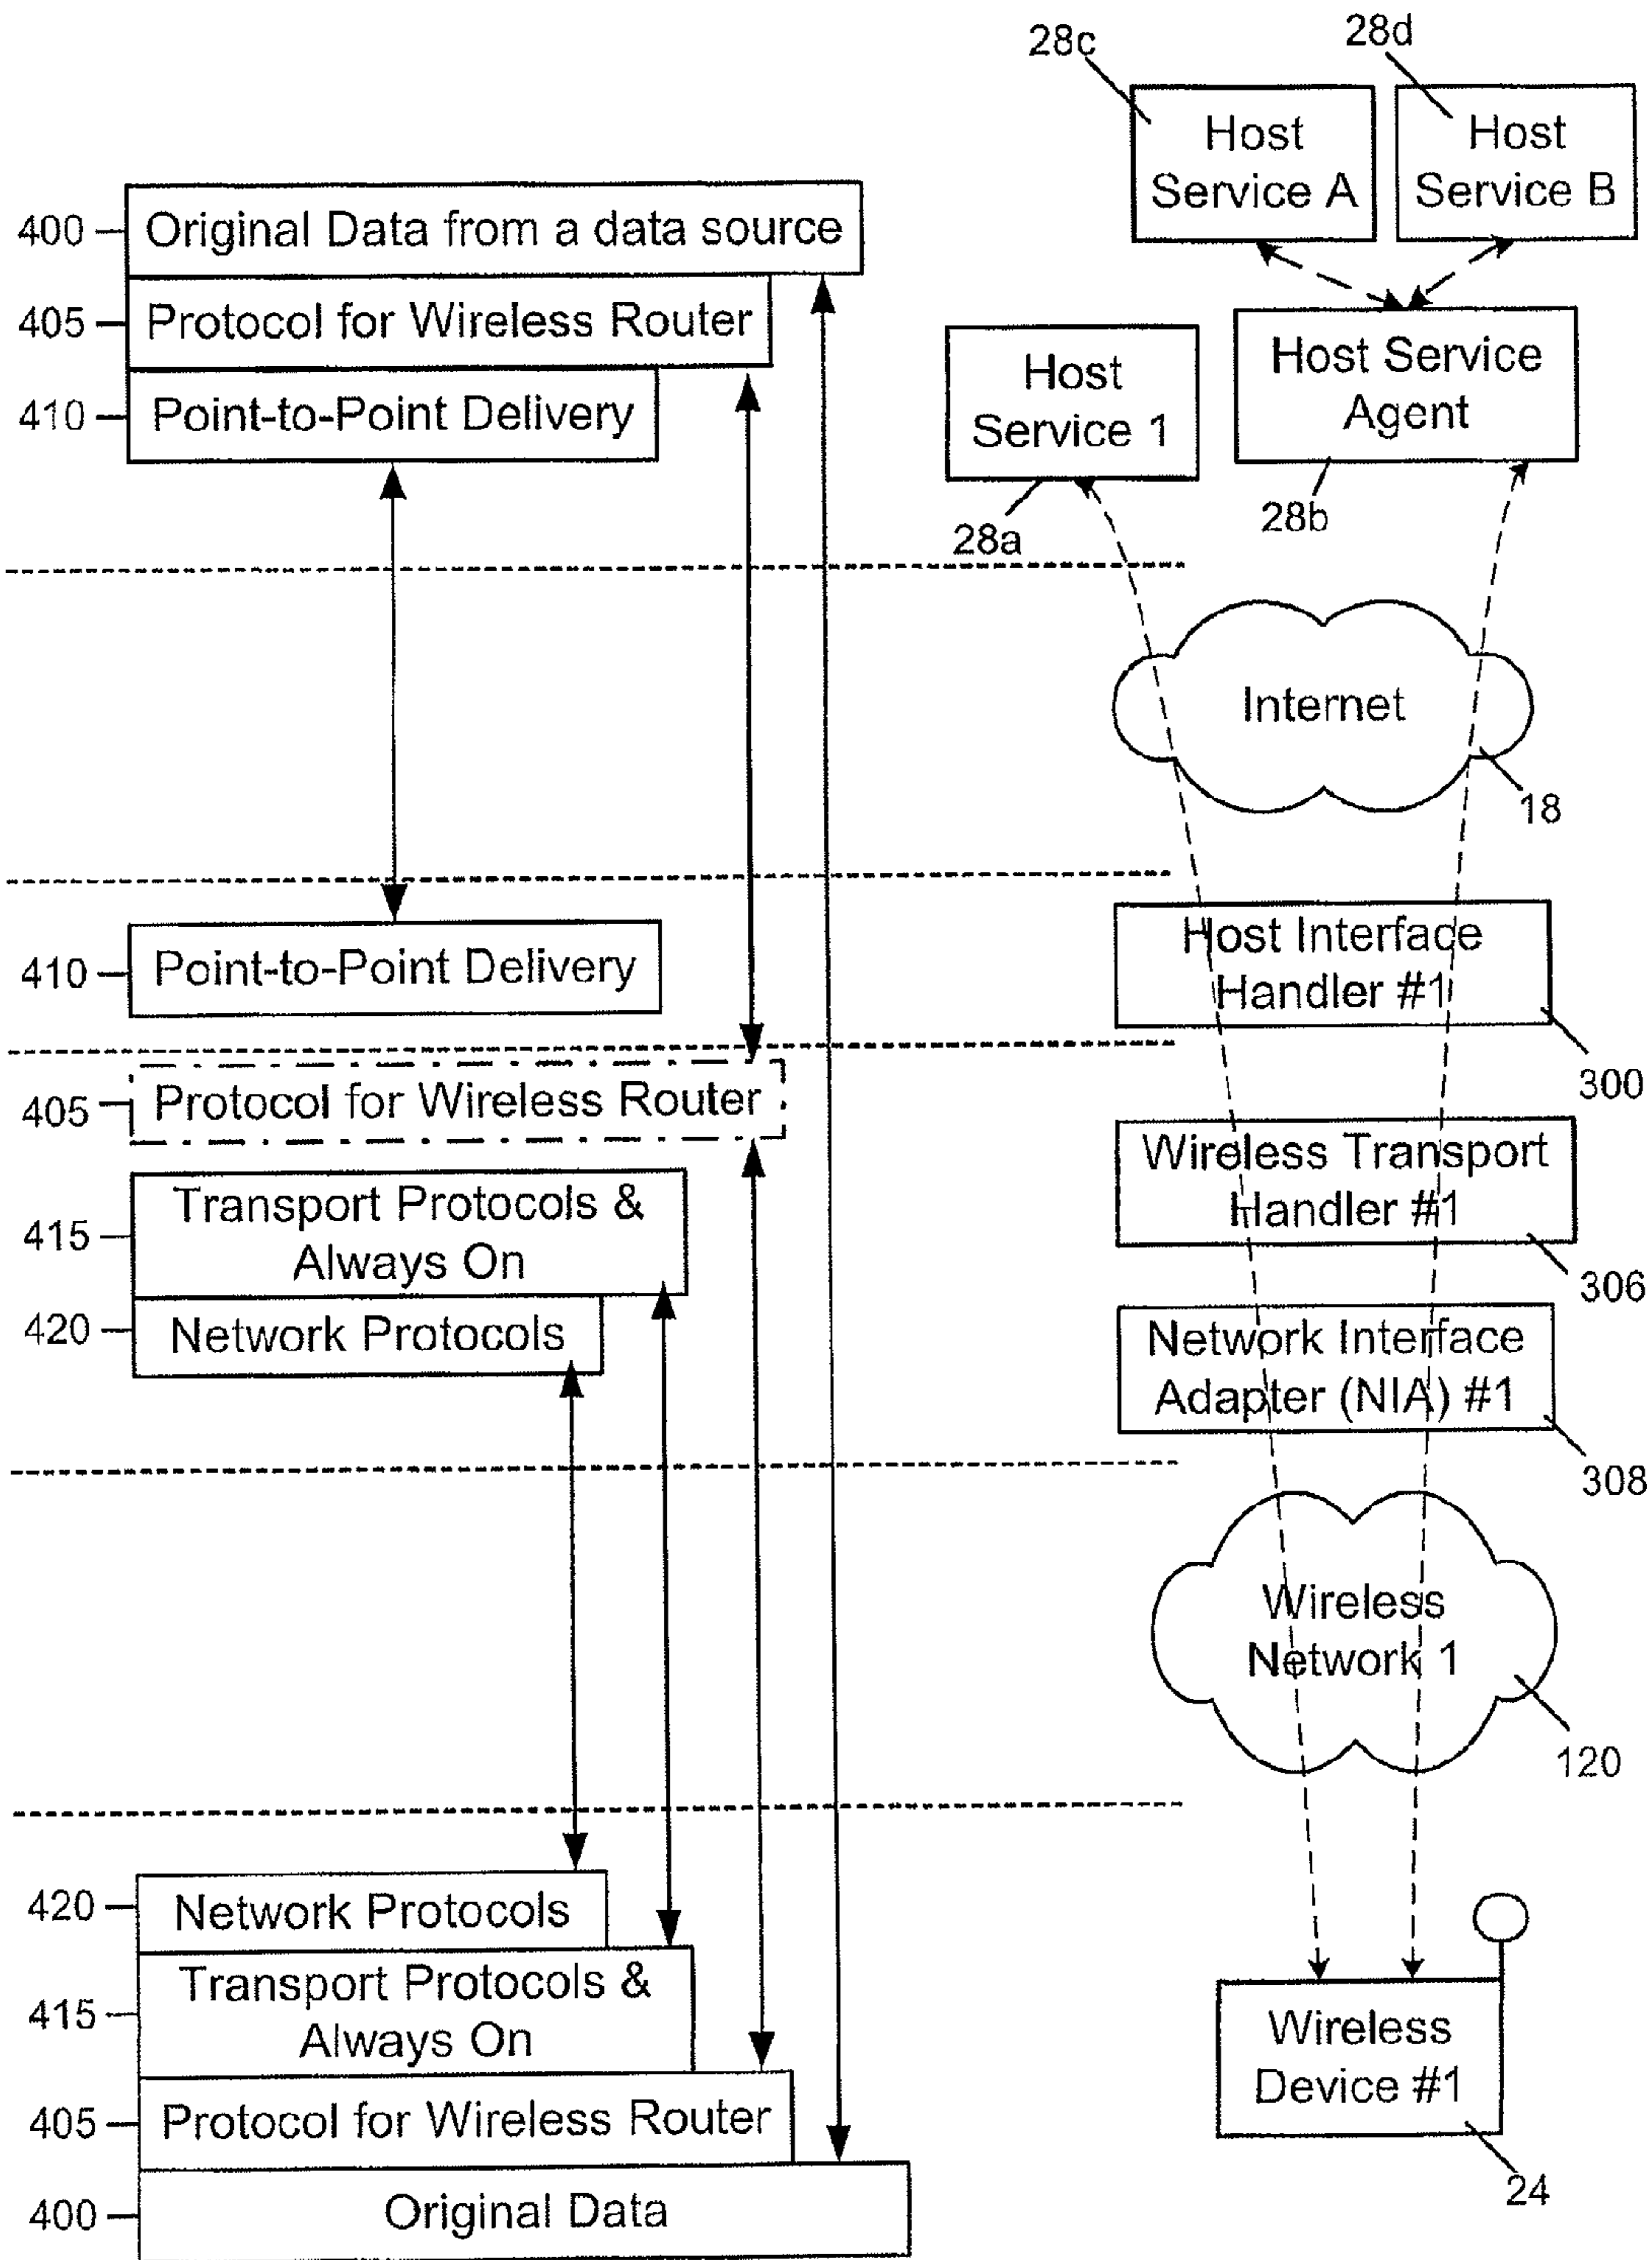 28c
28d
Host
Service A
Host
Service B
400
Original Data from a data source
405
Protocol for Wireless Router
410
Point-to-Point Delivery
Host
Service 1
Host Service
Agent
28a
28b
Internet
18
410
Point-to-Point Delivery
Host Interface
Handler #1
300
405
Protocol for Wireless Router
415
Transport Protocols &
Always On
Wireless Transport
Handler #1
306
420
Network Protocols
Network Interface
Adapter (NIA) #1
308
Wireless
Network 1
120
420
Network Protocols
415
Transport Protocols &
Always On
405
Protocol for Wireless Router
400
Original Data
Wireless
Device #1
24